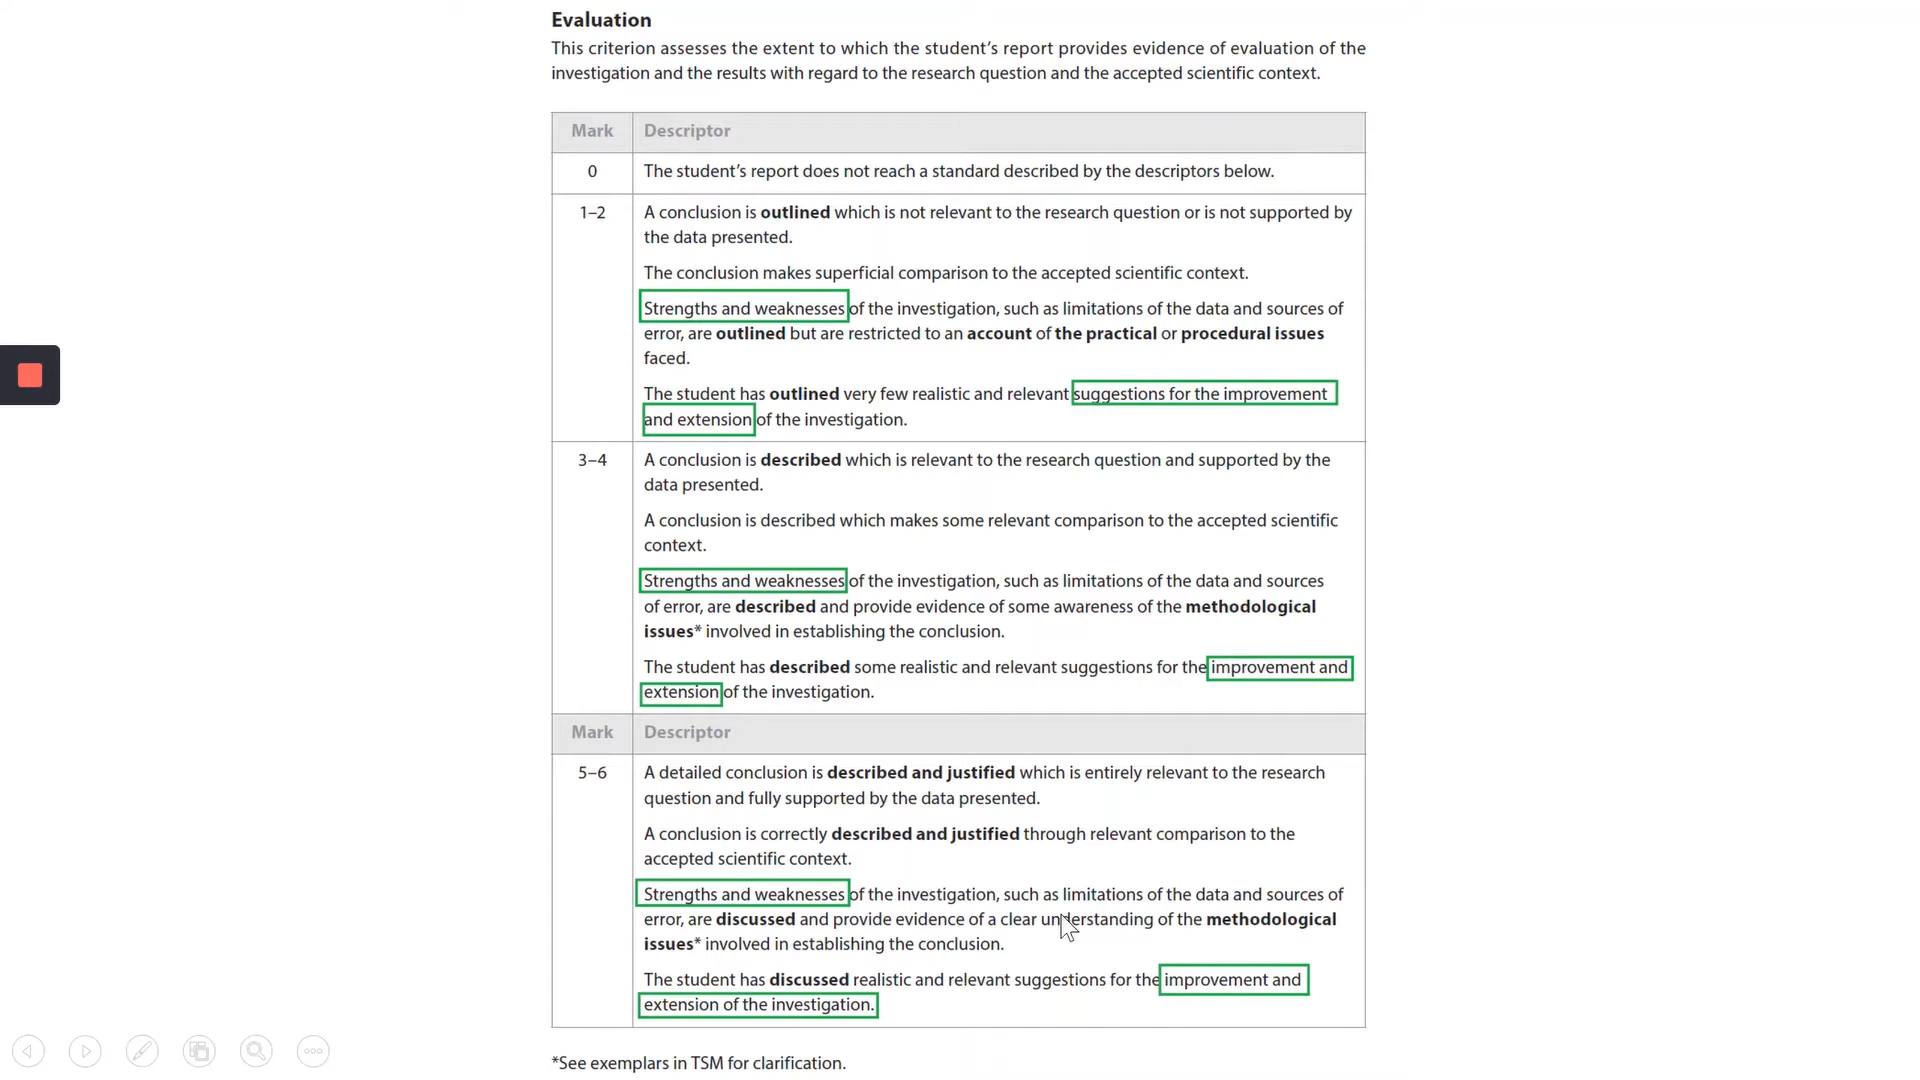 Evaluation
This criterion assesses the extent to which the student's report provides evidence of evaluation of the
investigation and the results with regard to the research question and the accepted scientific context.
Mark Descriptor
0 The student's report does not reach a standard described by the descriptors below.
1–2 A conclusion is outlined which is not relevant to the research question or is not supported by
the data presented.
The conclusion makes superficial comparison to the accepted scientific context.
Strengths and weaknesses of the investigation, such as limitations of the data and sources of
error, are outlined but are restricted to an account of the practical or procedural issues
faced.
The student has outlined very few realistic and relevant suggestions for the improvement
and extension of the investigation.
3–4 A conclusion is described which is relevant to the research question and supported by the
data presented.
A conclusion is described which makes some relevant comparison to the accepted scientific
context.
Strengths and weaknesses of the investigation, such as limitations of the data and sources
of error, are described and provide evidence of some awareness of the methodological
issues* involved in establishing the conclusion.
The student has described some realistic and relevant suggestions for the improvement and
extension of the investigation.
Mark Descriptor
5–6 A detailed conclusion is described and justified which is entirely relevant to the research
question and fully supported by the data presented.
A conclusion is correctly described and justified through relevant comparison to the
accepted scientific context.
Strengths and weaknesses of the investigation, such as limitations of the data and sources of
error, are discussed and provide evidence of a clear understanding of the methodological
issues* involved in establishing the conclusion.
The student has discussed realistic and relevant suggestions for the improvement and
extension of the investigation.
*See exemplars in TSM for clarification.